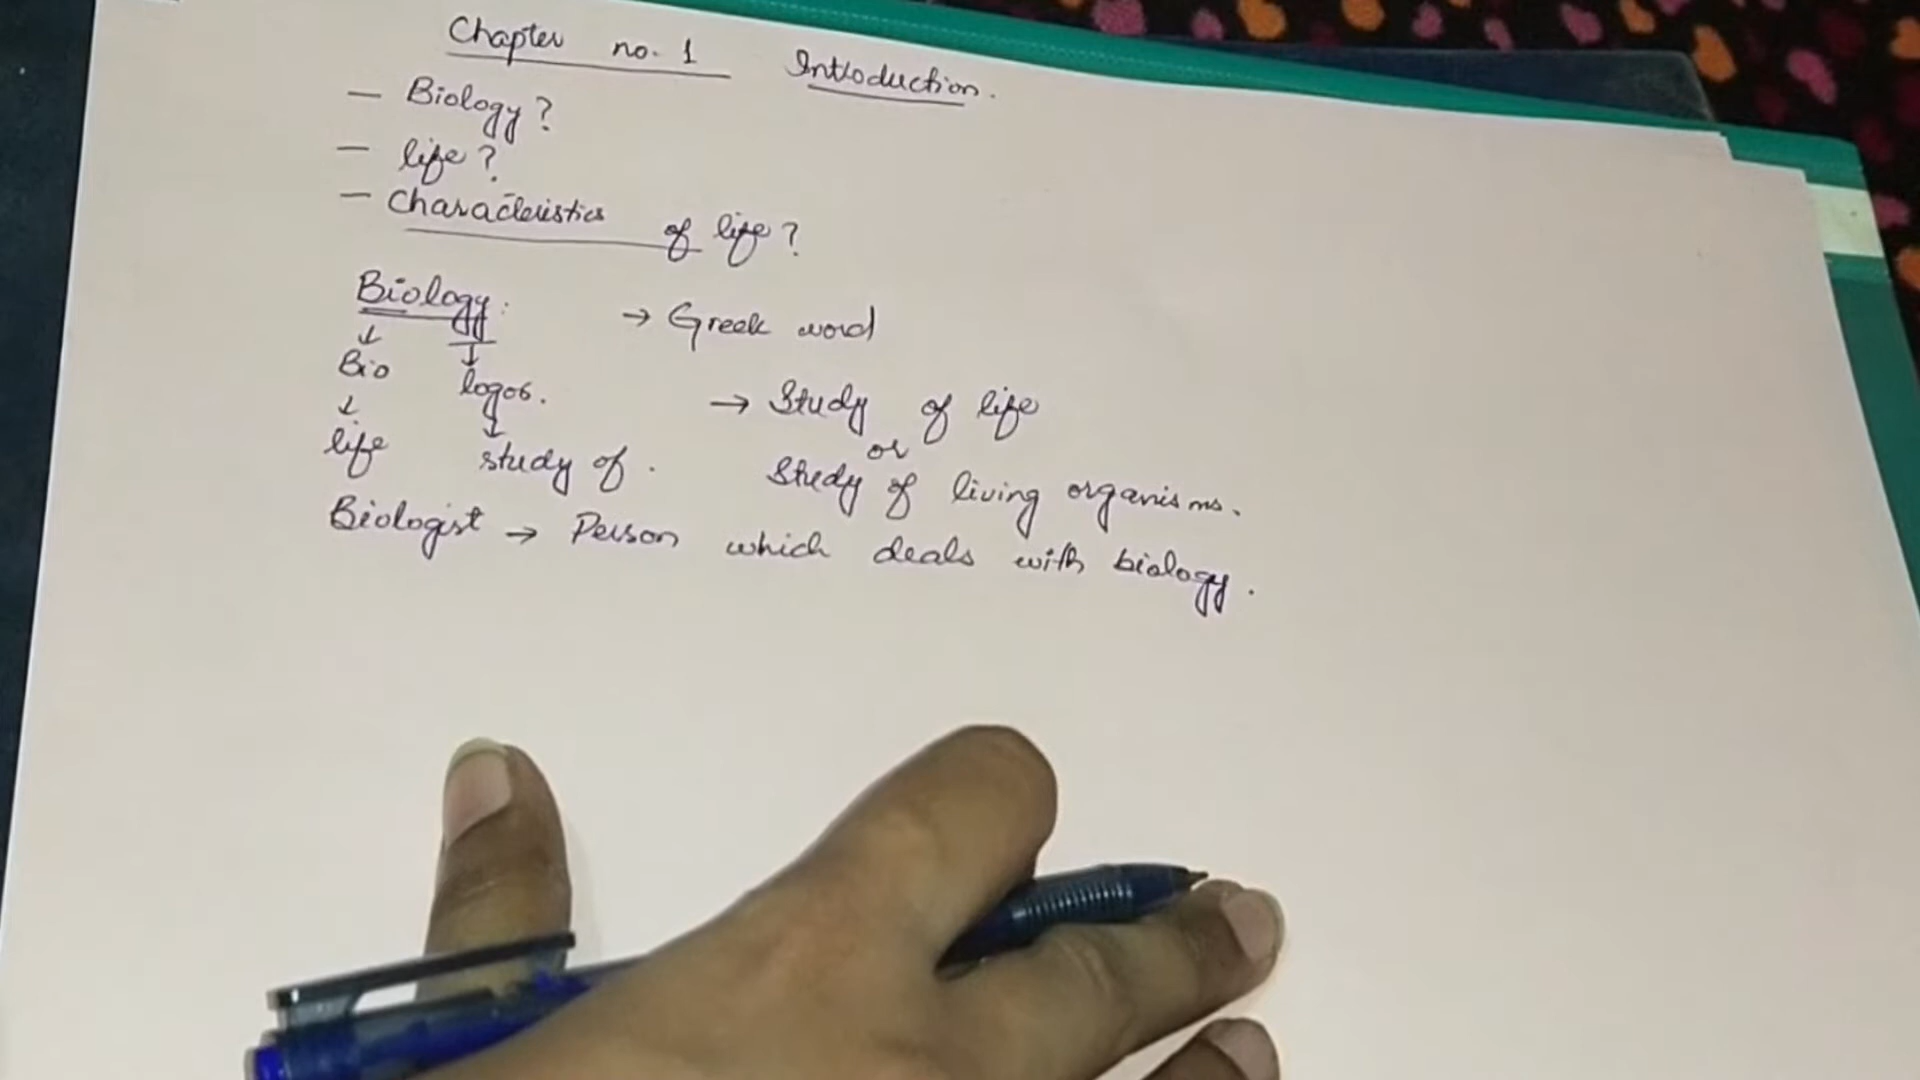 Chapter no. 1 Introduction.
— Biology?
— life?
— Characteristics of life?
Biology: → Greek word
↓ ↓
Bio logos. → Study of life
↓ ↓ or
life study of. Study of living organisms.
Biologist → Person which deals with biology.